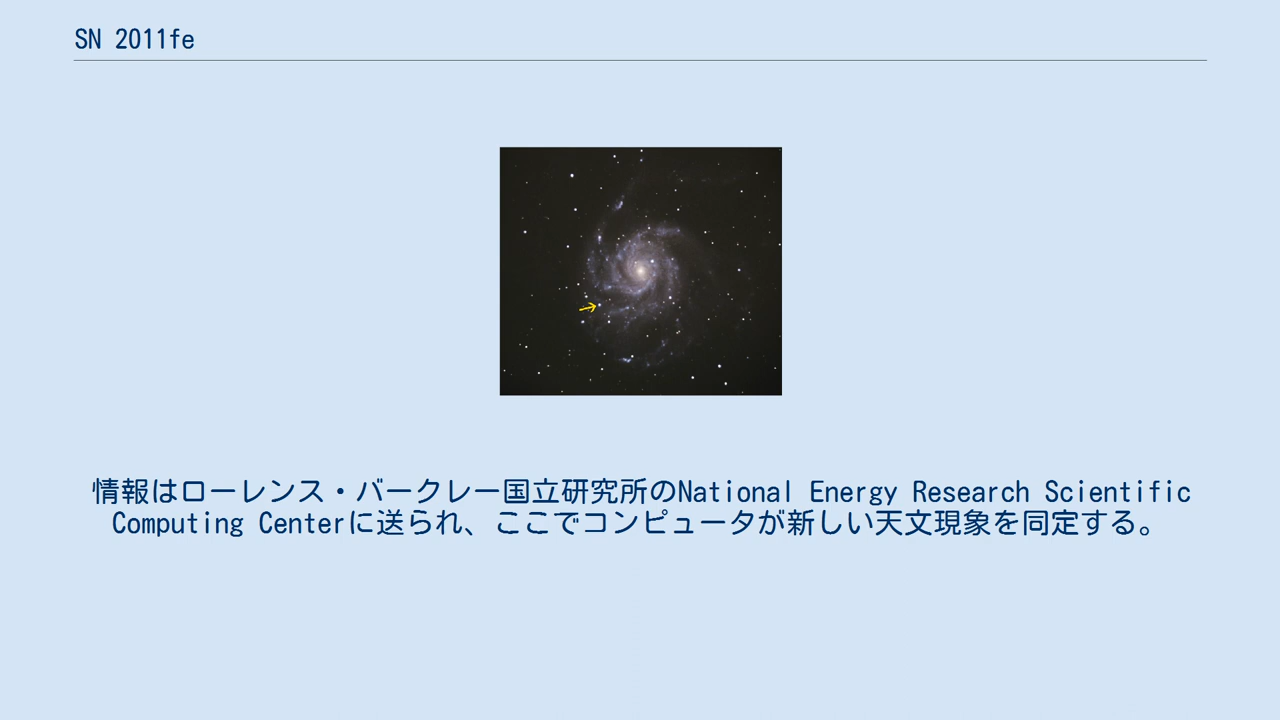 SN 2011fe
情報はローレンス・バークレー国立研究所のNational Energy Research Scientific
Computing Centerに送られ、ここでコンピュータが新しい天文現象を同定する。